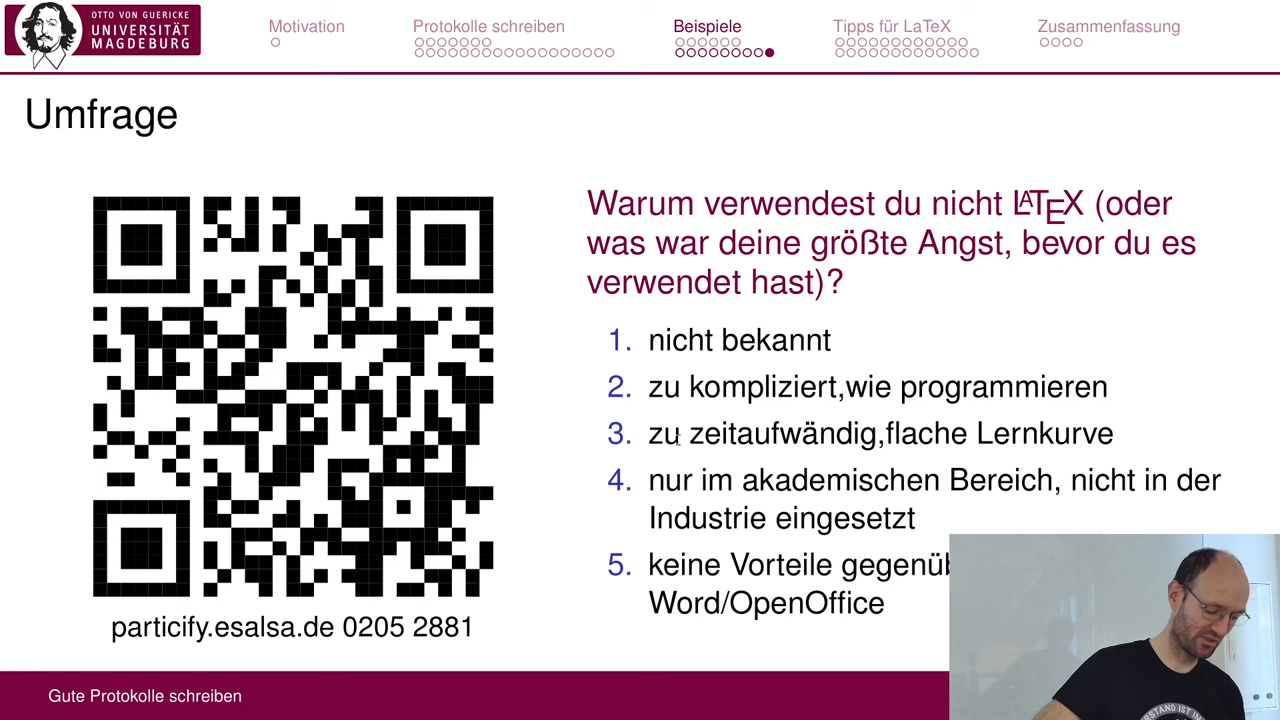 OTTO VON GUERICKE
UNIVERSITÄT
MAGDEBURG
Motivation
Protokolle schreiben
Beispiele
Tipps für LaTeX
Zusammenfassung
Umfrage
Warum verwendest du nicht LATEX (oder
was war deine größte Angst, bevor du es
verwendet hast)?
1. nicht bekannt
2. zu kompliziert,wie programmieren
3. zu zeitaufwändig,flache Lernkurve
4. nur im akademischen Bereich, nicht in der
Industrie eingesetzt
5. keine Vorteile
Word/OpenOffice
particify.esalsa.de 0205 2881
Gute Protokolle schreiben